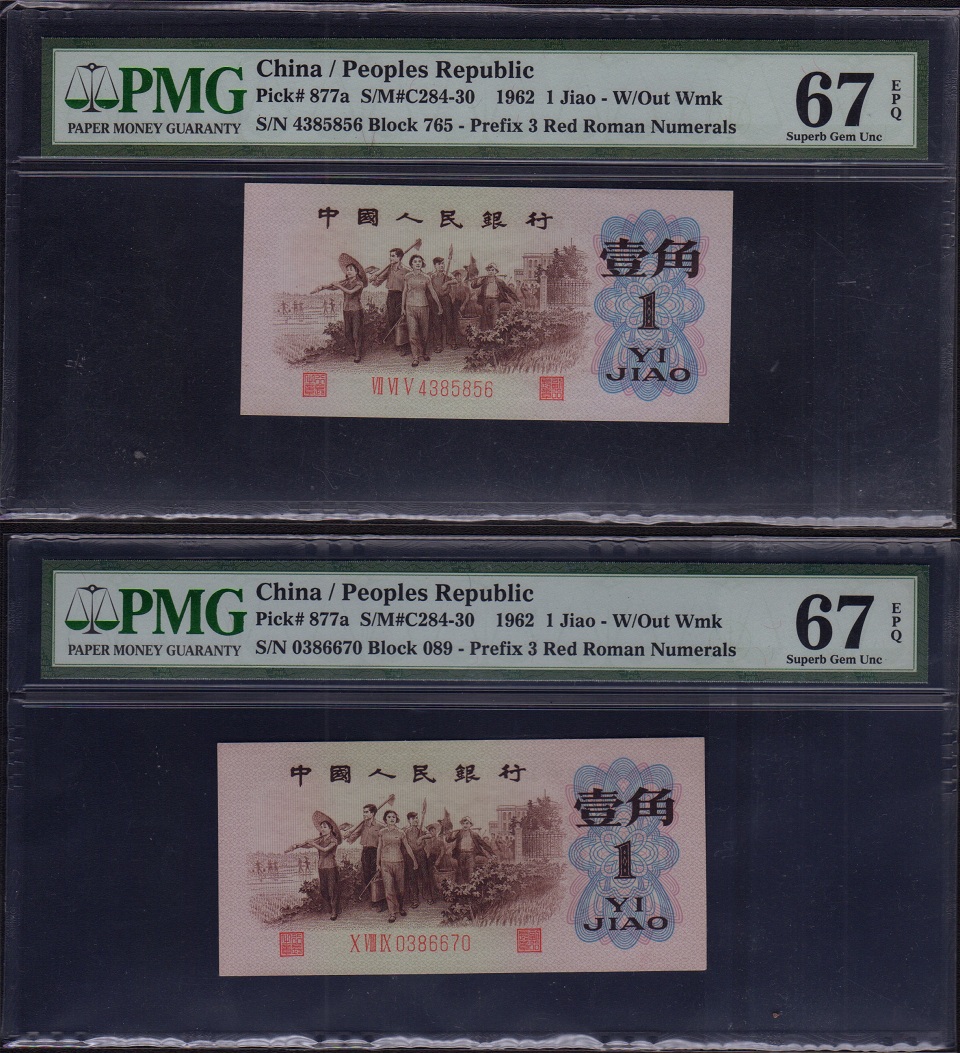 PMG
PAPER MONEY GUARANTY
China / Peoples Republic
Pick# 877a S/M#C284-30 1962 1 Jiao - W/Out Wmk
S/N 4385856 Block 765 - Prefix 3 Red Roman Numerals
67
EPQ
Superb Gem Unc
中國人民銀行
壹角
1
YI
JIAO
VII VI V 4385856
PMG
PAPER MONEY GUARANTY
China / Peoples Republic
Pick# 877a S/M#C284-30 1962 1 Jiao - W/Out Wmk
S/N 0386670 Block 089 - Prefix 3 Red Roman Numerals
67
EPQ
Superb Gem Unc
中國人民銀行
壹角
1
YI
JIAO
X VIII IX 0386670